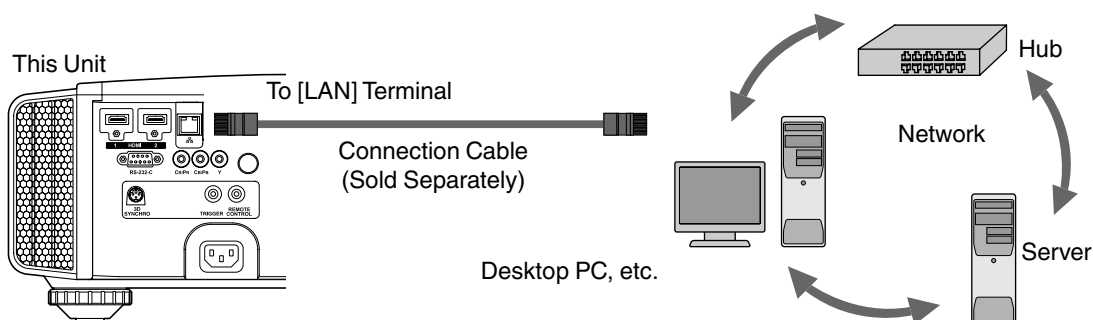 This Unit
To [LAN] Terminal
Connection Cable
(Sold Separately)
Hub
Network
Server
Desktop PC, etc.
1 HDMI 2
RS-232-C
CR/PR CB/PB Y
3D
SYNCHRO
TRIGGER
REMOTE
CONTROL